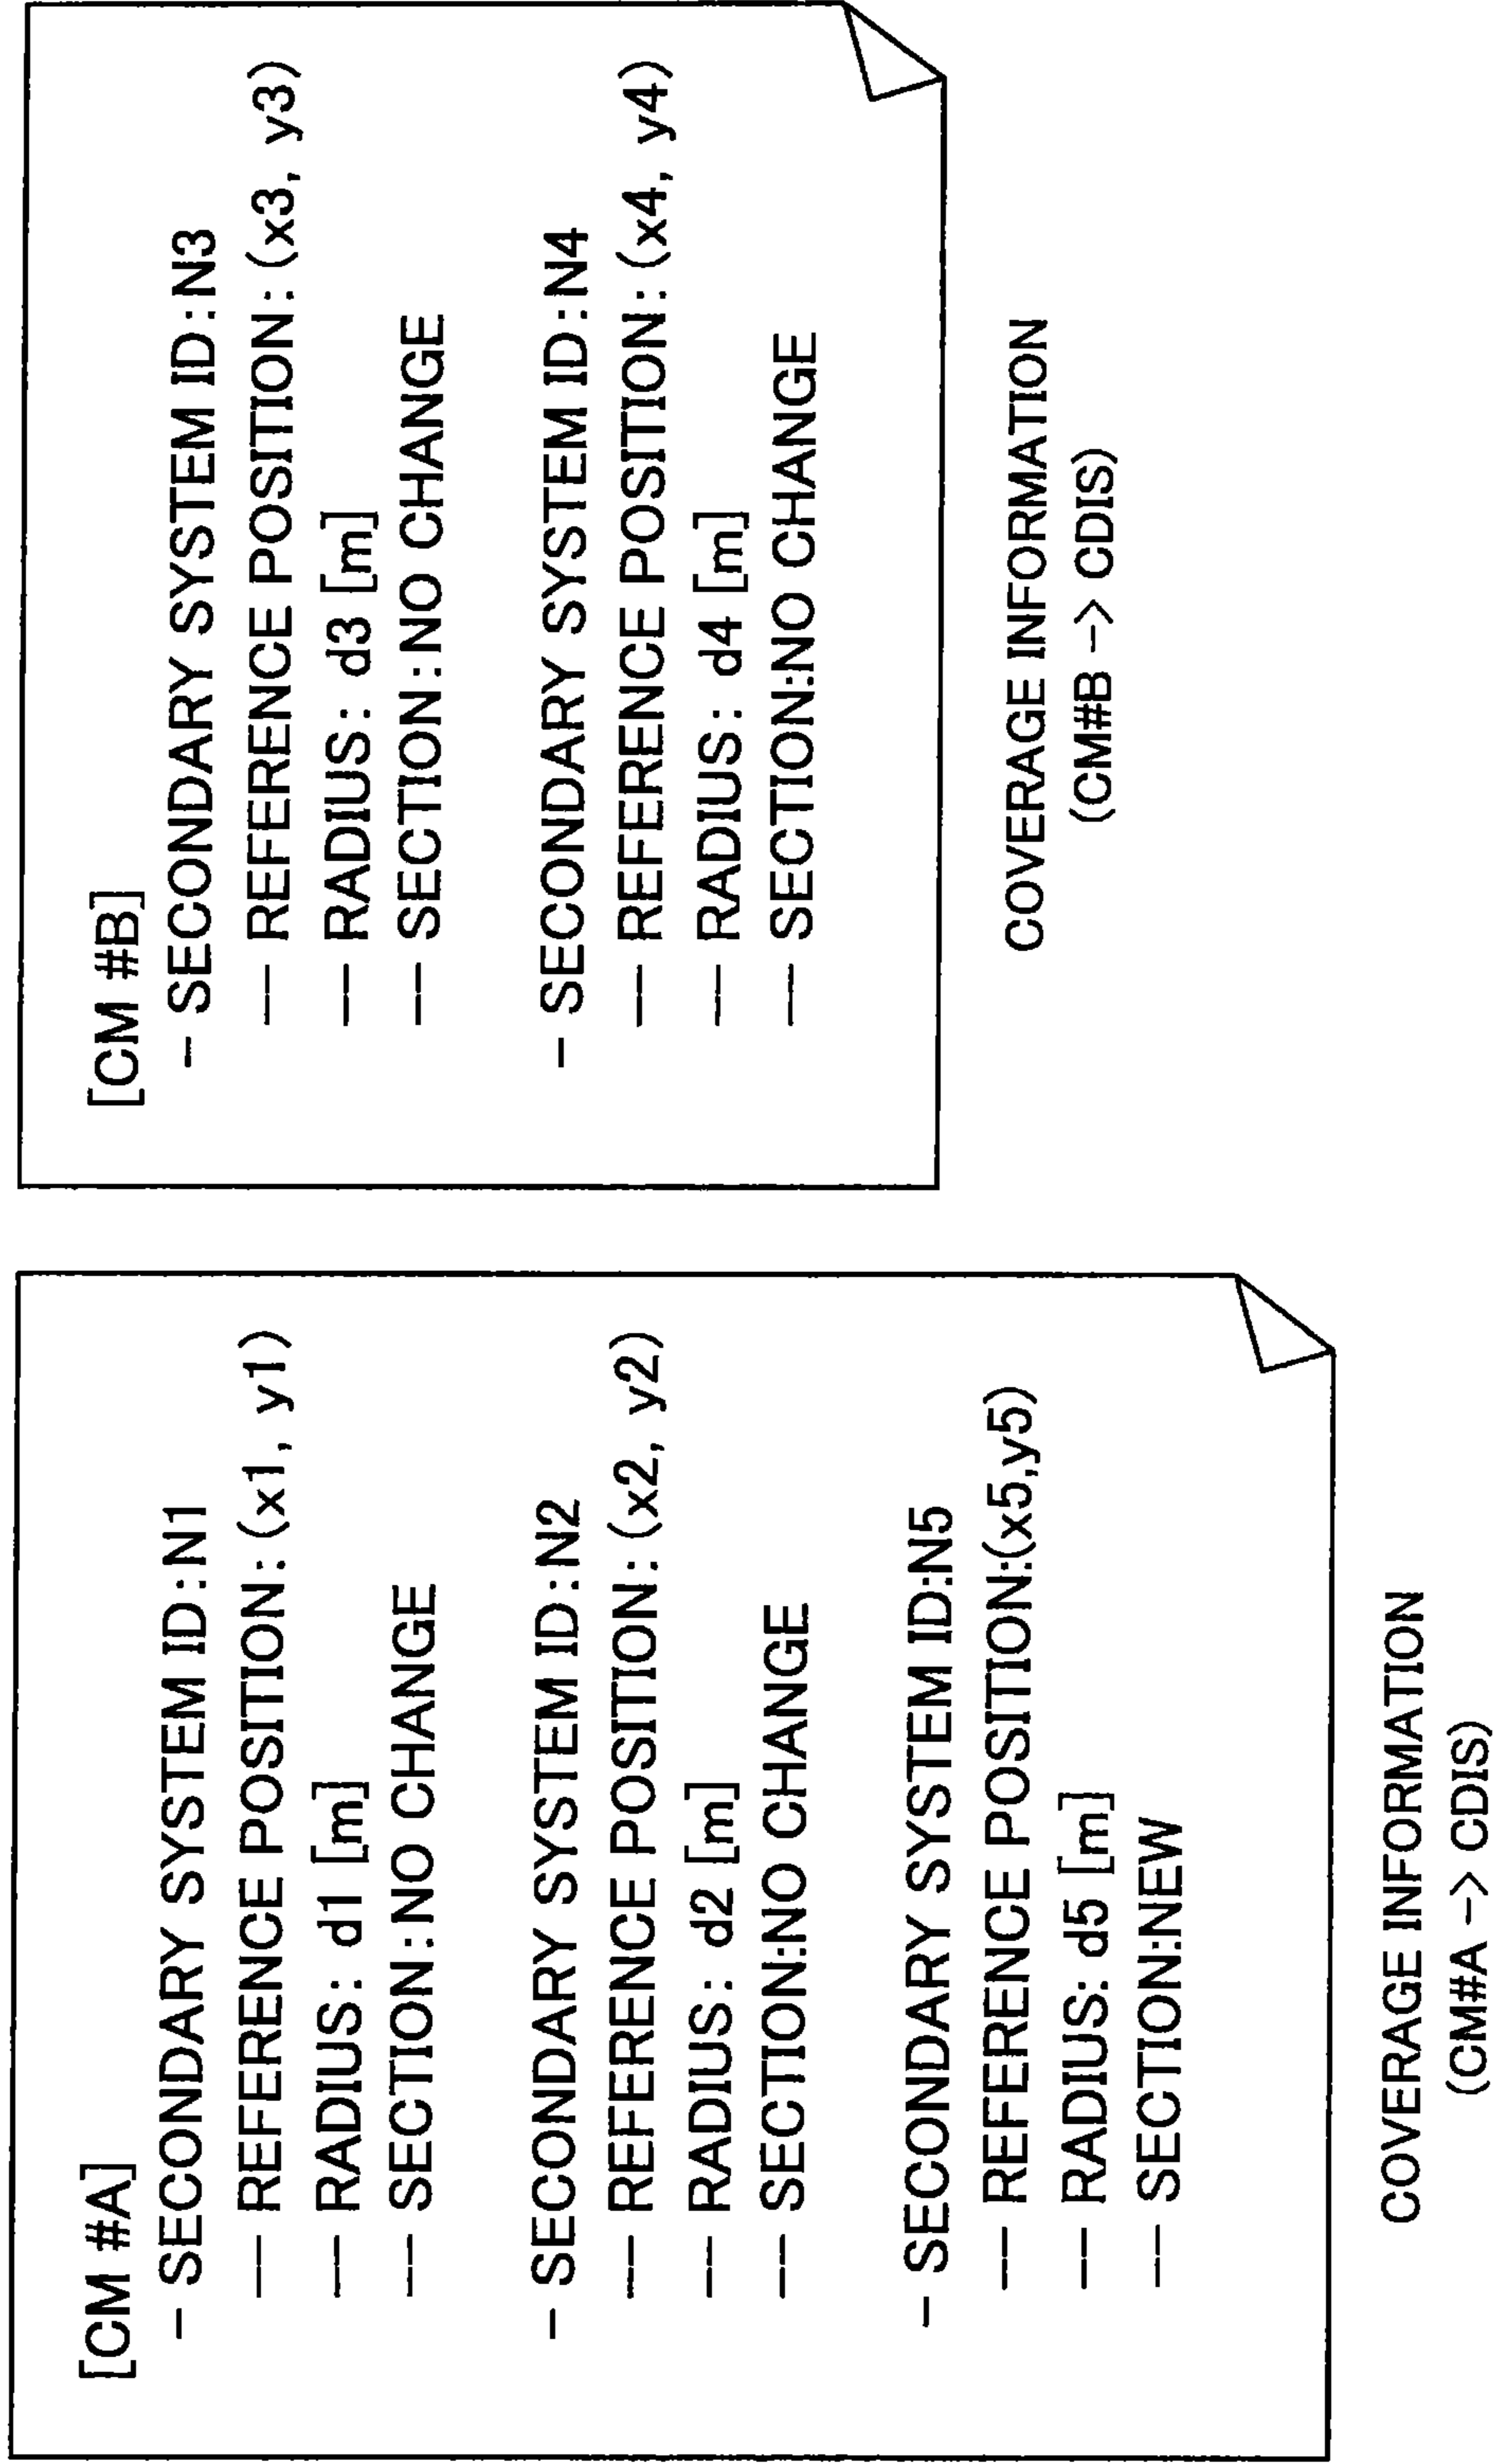 [CM #A]
- SECONDARY SYSTEM ID:N1
-- REFERENCE POSITION: (x1, y1)
-- RADIUS: d1 [m]
-- SECTION:NO CHANGE
- SECONDARY SYSTEM ID:N2
-- REFERENCE POSITION: (x2, y2)
-- RADIUS: d2 [m]
-- SECTION:NO CHANGE
- SECONDARY SYSTEM ID:N5
-- REFERENCE POSITION:(x5,y5)
-- RADIUS: d5 [m]
-- SECTION:NEW
COVERAGE INFORMATION
(CM#A -> CDIS)
[CM #B]
- SECONDARY SYSTEM ID:N3
-- REFERENCE POSITION: (x3, y3)
-- RADIUS: d3 [m]
-- SECTION:NO CHANGE
- SECONDARY SYSTEM ID:N4
-- REFERENCE POSITION: (x4, y4)
-- RADIUS: d4 [m]
-- SECTION:NO CHANGE
COVERAGE INFORMATION
(CM#B -> CDIS)